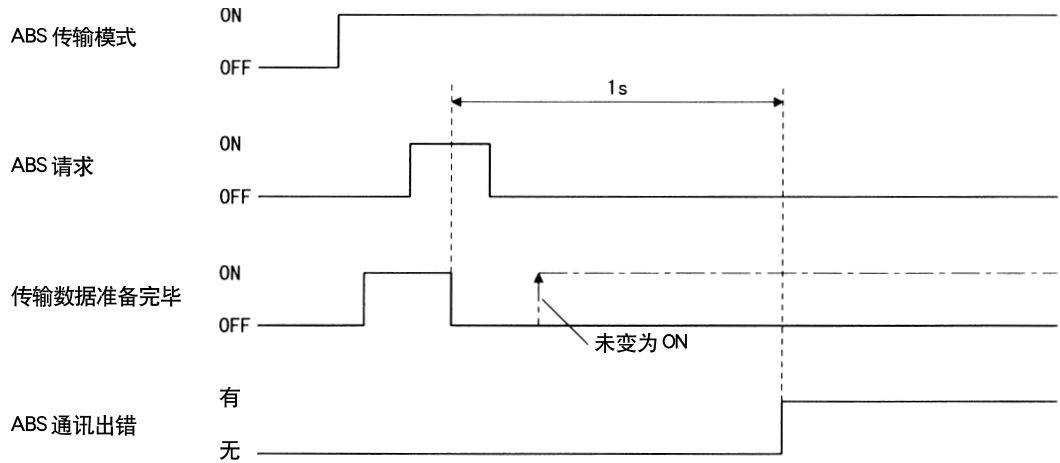 ON
ABS 传输模式
OFF
1s
ON
ABS 请求
OFF
ON
传输数据准备完毕
OFF
未变为 ON
有
ABS 通讯出错
无